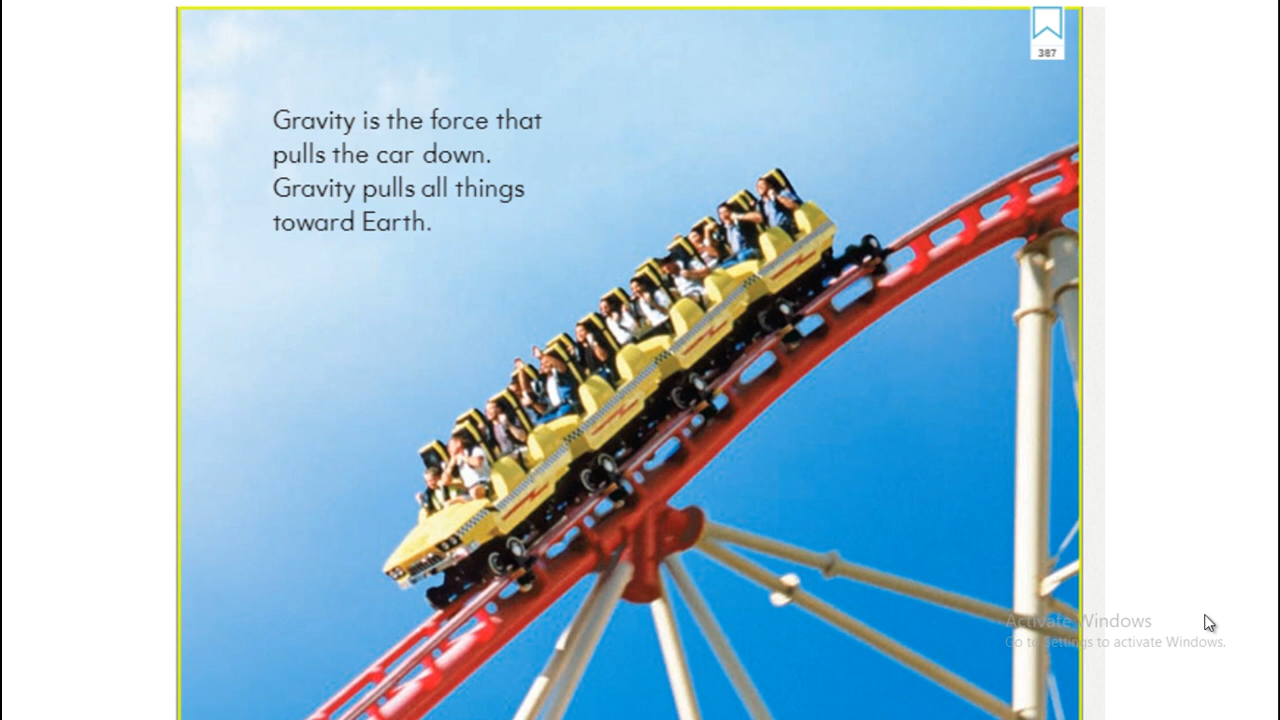 387
Gravity is the force that
pulls the car down.
Gravity pulls all things
toward Earth.
Activate Windows
Go to Settings to activate Windows.